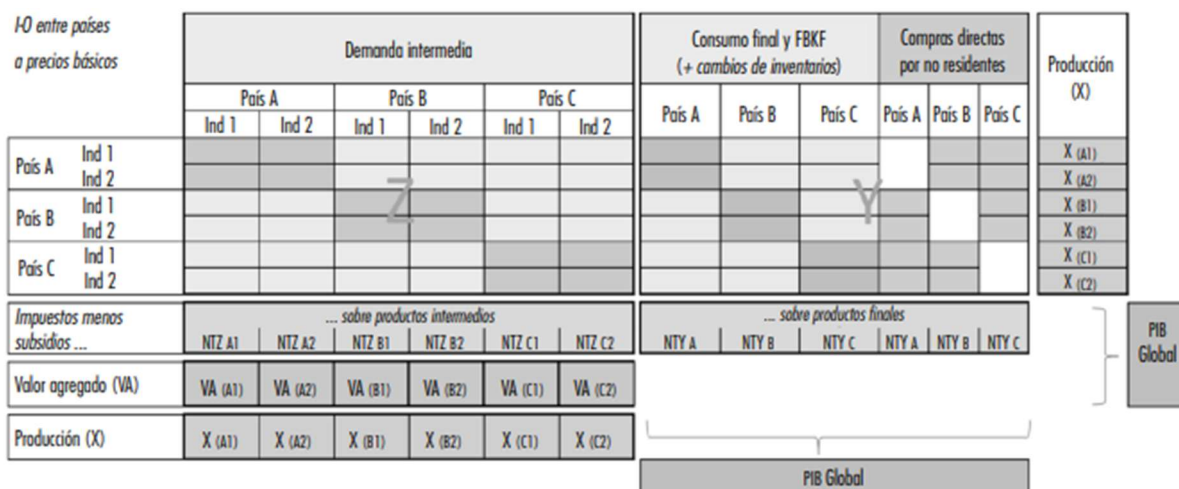 I-O entre países
a precios básicos
Demanda intermedia
Consumo final y FBKF
(+ cambios de inventarios)
Compras directas
por no residentes
Producción
(X)
País A País B País C
País A País B País C País A País B País C
Ind 1 Ind 2 Ind 1 Ind 2 Ind 1 Ind 2
País A Ind 1 X (A1)
Ind 2 X (A2)
País B Ind 1 X (B1)
Ind 2 X (B2)
País C Ind 1 X (C1)
Ind 2 X (C2)
Z Y
Impuestos menos
subsidios ...
... sobre productos intermedios ... sobre productos finales
NTZ A1 NTZ A2 NTZ B1 NTZ B2 NTZ C1 NTZ C2 NTY A NTY B NTY C NTY A NTY B NTY C
PIB
Global
Valor agregado (VA) VA (A1) VA (A2) VA (B1) VA (B2) VA (C1) VA (C2)
Producción (X) X (A1) X (A2) X (B1) X (B2) X (C1) X (C2)
PIB Global